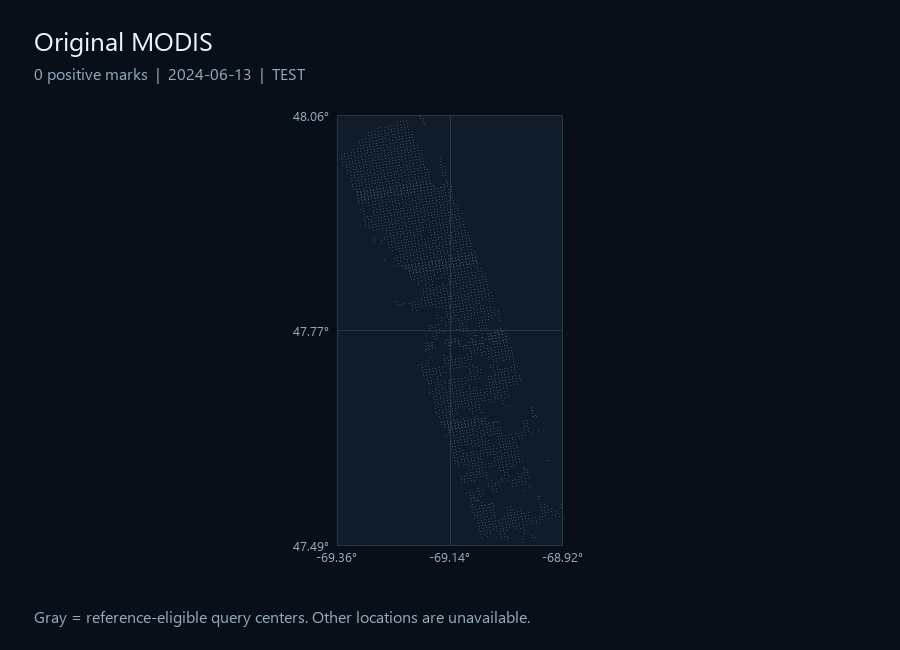 Original MODIS
0 positive marks | 2024-06-13 | TEST
48.06°
47.77°
47.49°
-69.36° -69.14° -68.92°
Gray = reference-eligible query centers. Other locations are unavailable.